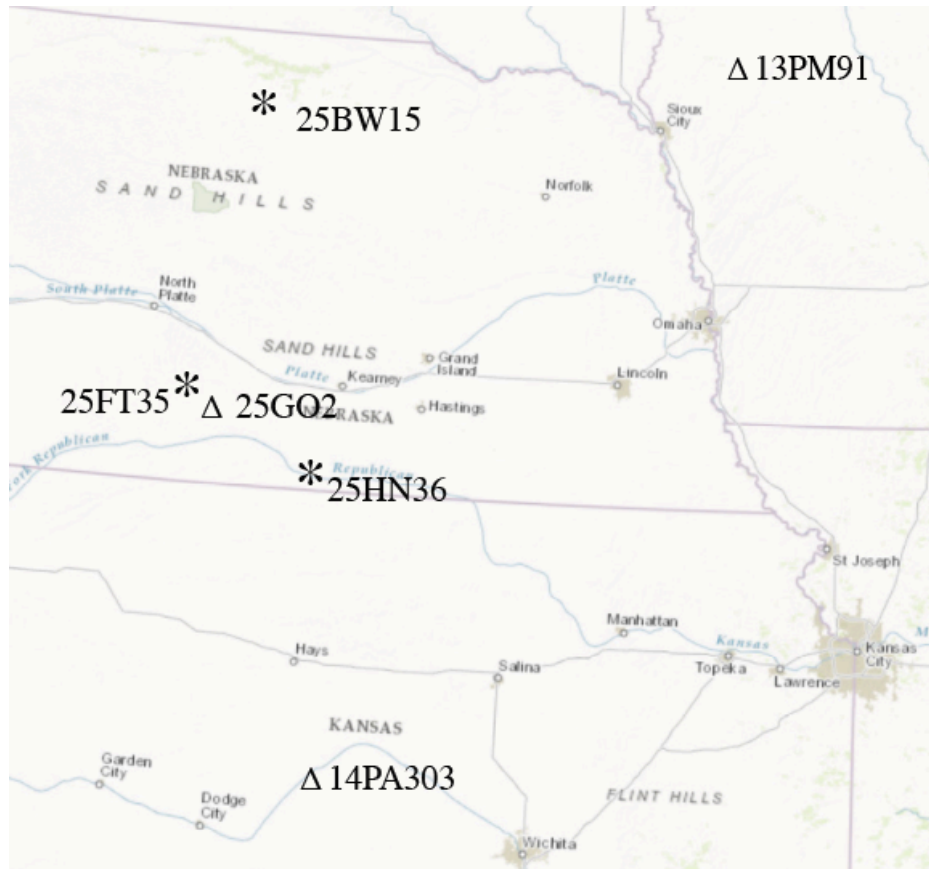 Δ 13PM91
Sioux
City
* 25BW15
NEBRASKA
SAND HILLS
Norfolk
South Platte
North
Platte
Platte
Omaha
SAND HILLS
Grand
Island
Platte
Kearney
Lincoln
25FT35 * Δ 25GO2
NEBRASKA
Hastings
Republican
* 25HN36
Republican
St Joseph
Manhattan
Kansas
Kansas
City
Hays
Salina
Topeka
Lawrence
KANSAS
Garden
City
Δ 14PA303
Dodge
City
FLINT HILLS
Wichita